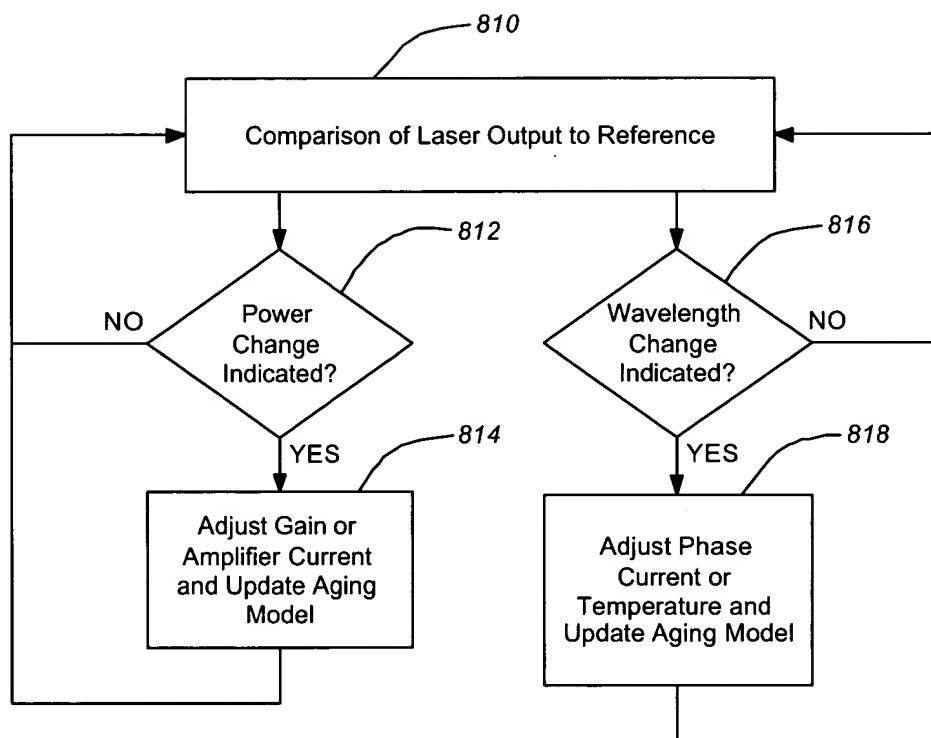 810
Comparison of Laser Output to Reference
812
816
Power
Change
Indicated?
NO
Wavelength
Change
Indicated?
NO
YES
814
YES
818
Adjust Gain or
Amplifier Current
and Update Aging
Model
Adjust Phase
Current or
Temperature and
Update Aging Model